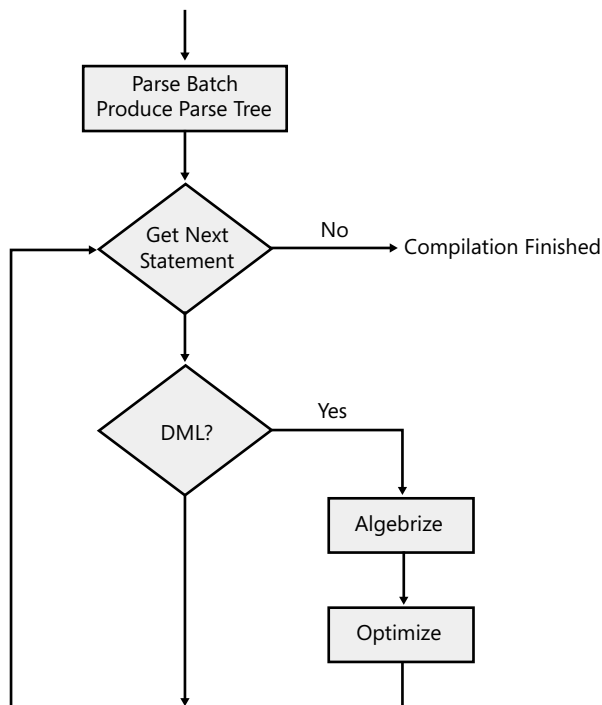 Parse Batch
Produce Parse Tree
Get Next
Statement
No
Compilation Finished
DML?
Yes
Algebrize
Optimize